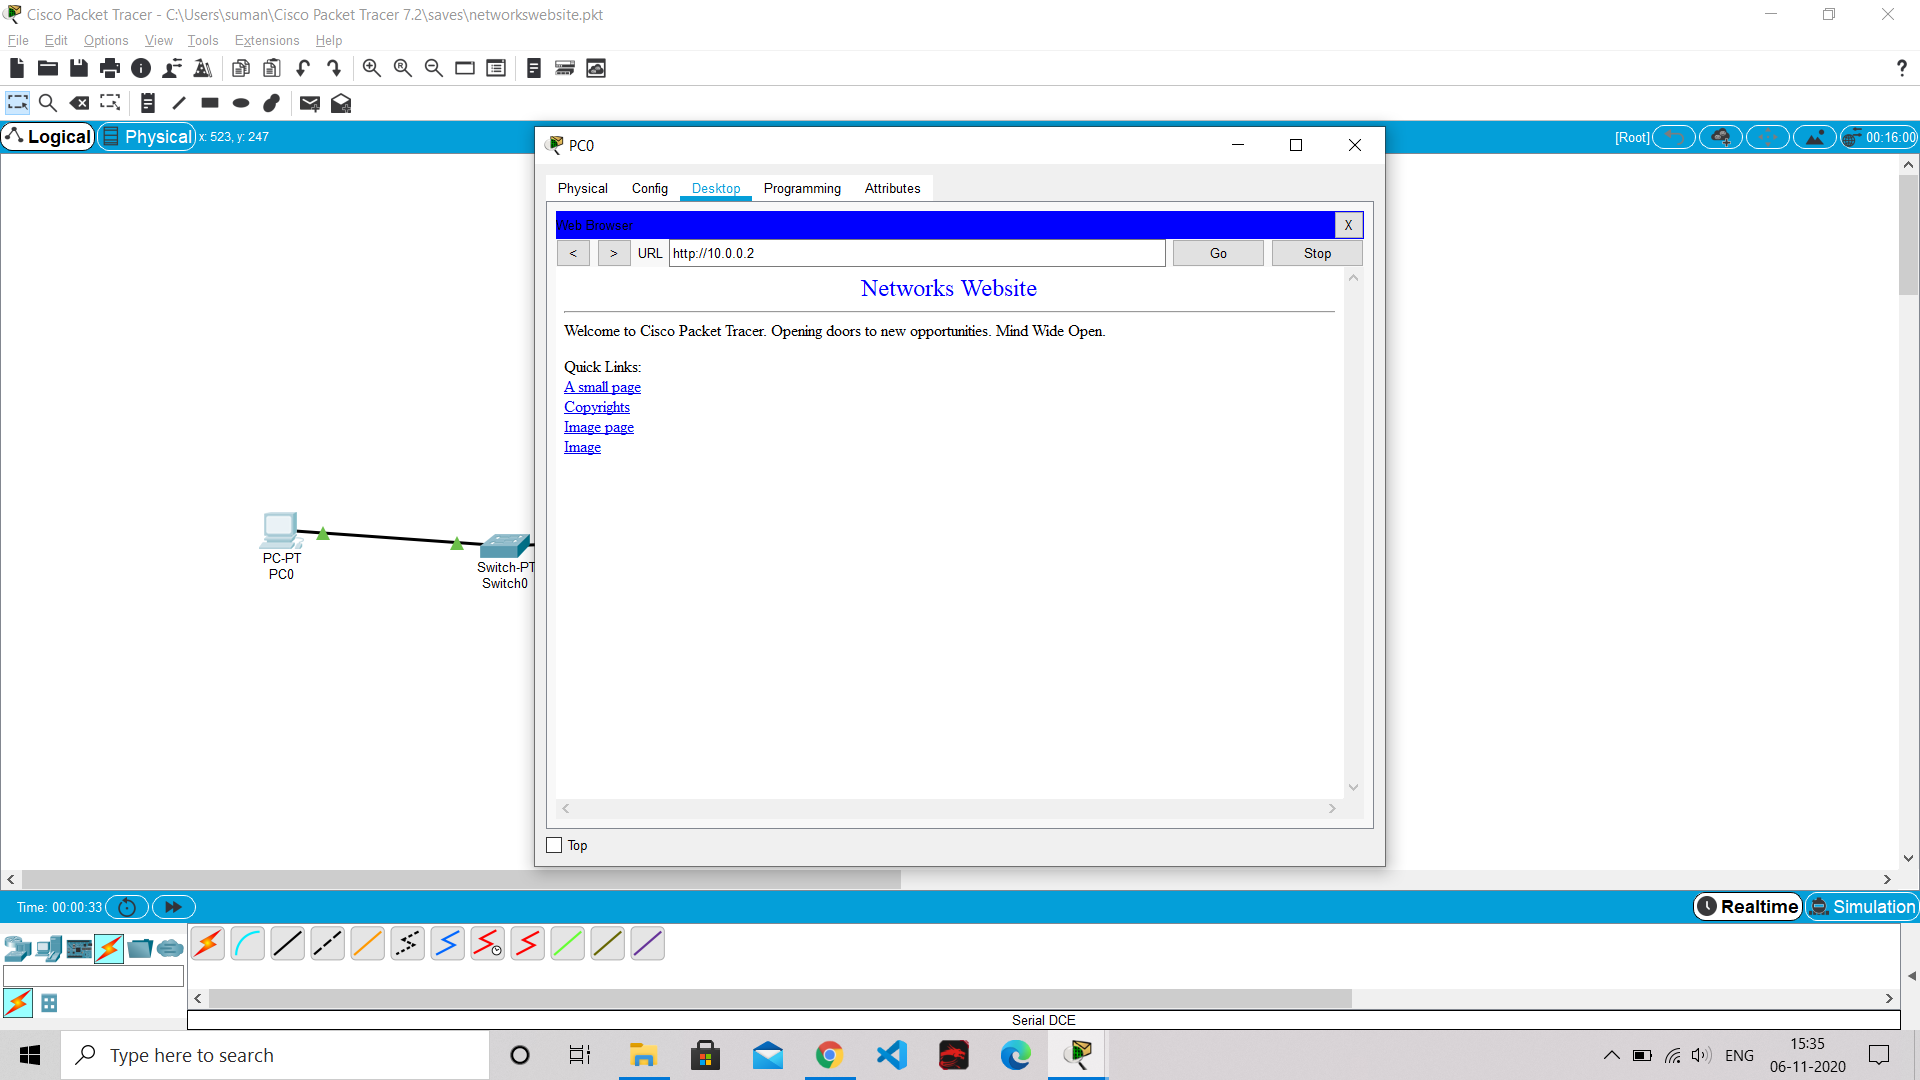 Cisco Packet Tracer - C:\Users\suman\Cisco Packet Tracer 7.2\saves\networkswebsite.pkt
File Edit Options View Tools Extensions Help
?
Logical Physical x: 523, y: 247 [Root] 00:16:00
PC0
Physical Config Desktop Programming Attributes
Web Browser X
< > URL http://10.0.0.2 Go Stop
Networks Website
Welcome to Cisco Packet Tracer. Opening doors to new opportunities. Mind Wide Open.
Quick Links:
A small page
Copyrights
Image page
Image
PC-PT
PC0
Switch-PT
Switch0
Top
Time: 00:00:33 Realtime Simulation
Serial DCE
Type here to search
ENG
15:35
06-11-2020